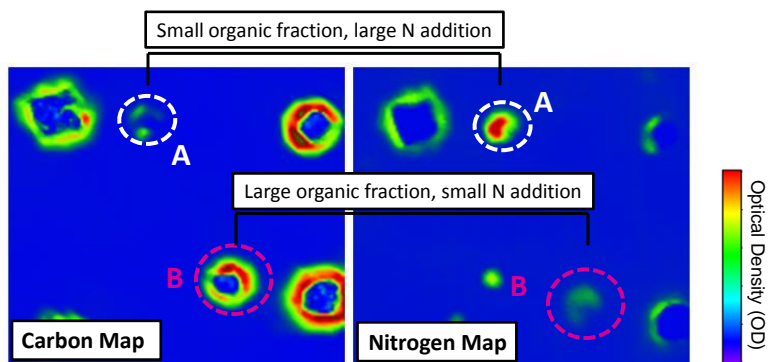 Small organic fraction, large N addition
A
A
Large organic fraction, small N addition
B
B
Carbon Map
Nitrogen Map
Optical Density (OD)